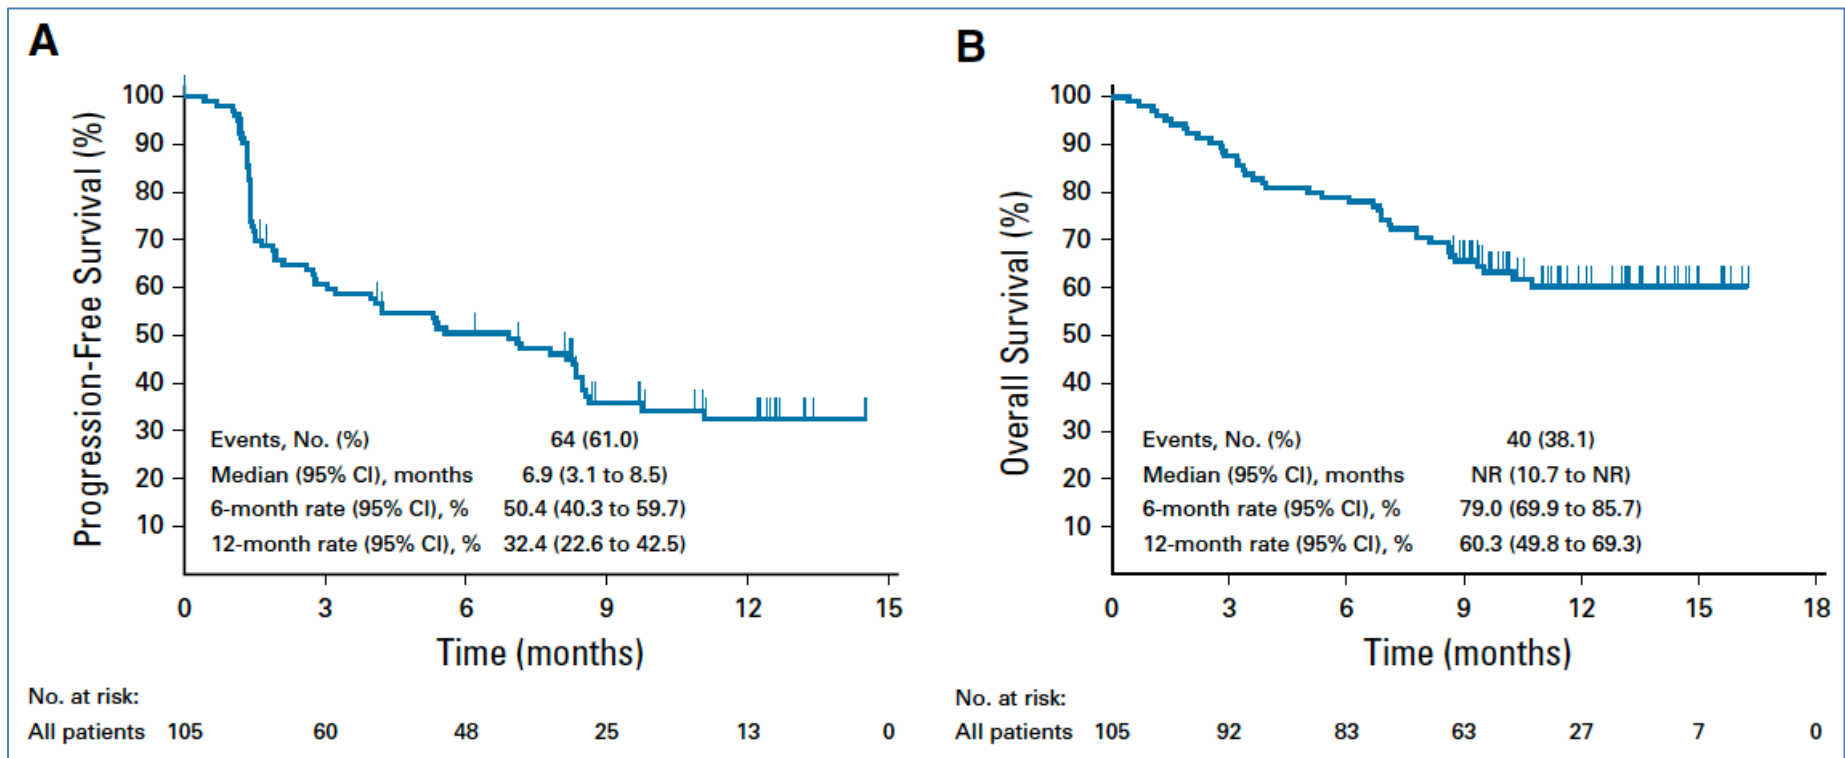 A
Progression-Free Survival (%)
100
90
80
70
60
50
40
30
20
10
Events, No. (%) 64 (61.0)
Median (95% CI), months 6.9 (3.1 to 8.5)
6-month rate (95% CI), % 50.4 (40.3 to 59.7)
12-month rate (95% CI), % 32.4 (22.6 to 42.5)
0 3 6 9 12 15
Time (months)
No. at risk:
All patients 105 60 48 25 13 0
B
Overall Survival (%)
100
90
80
70
60
50
40
30
20
10
Events, No. (%) 40 (38.1)
Median (95% CI), months NR (10.7 to NR)
6-month rate (95% CI), % 79.0 (69.9 to 85.7)
12-month rate (95% CI), % 60.3 (49.8 to 69.3)
0 3 6 9 12 15 18
Time (months)
No. at risk:
All patients 105 92 83 63 27 7 0